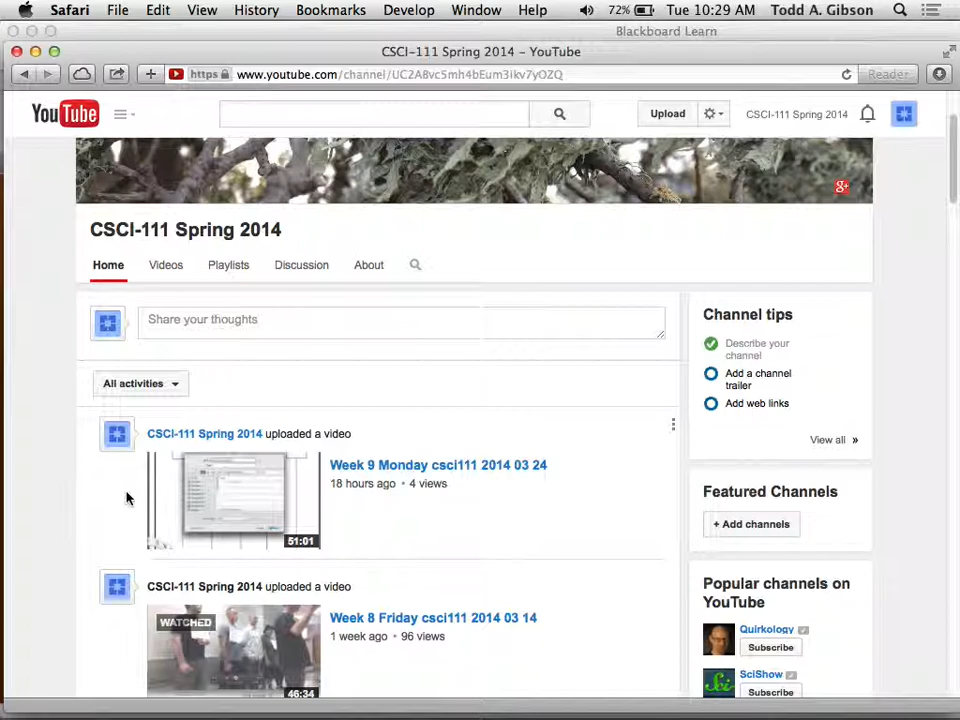 Safari File Edit View History Bookmarks Develop Window Help 72% Tue 10:29 AM Todd A. Gibson
Blackboard Learn
CSCI-111 Spring 2014 – YouTube
https www.youtube.com/channel/UC2ABvc5mh4bEum3ikv7yOZQ Reader
YouTube Upload CSCI-111 Spring 2014
g+
CSCI-111 Spring 2014
Home Videos Playlists Discussion About
Share your thoughts
All activities
CSCI-111 Spring 2014 uploaded a video
Week 9 Monday csci111 2014 03 24
18 hours ago • 4 views
51:01
CSCI-111 Spring 2014 uploaded a video
WATCHED
Week 8 Friday csci111 2014 03 14
1 week ago • 96 views
46:34
Channel tips
Describe your
channel
Add a channel
trailer
Add web links
View all »
Featured Channels
+ Add channels
Popular channels on
YouTube
Quirkology
Subscribe
Sci
SciShow
Subscribe